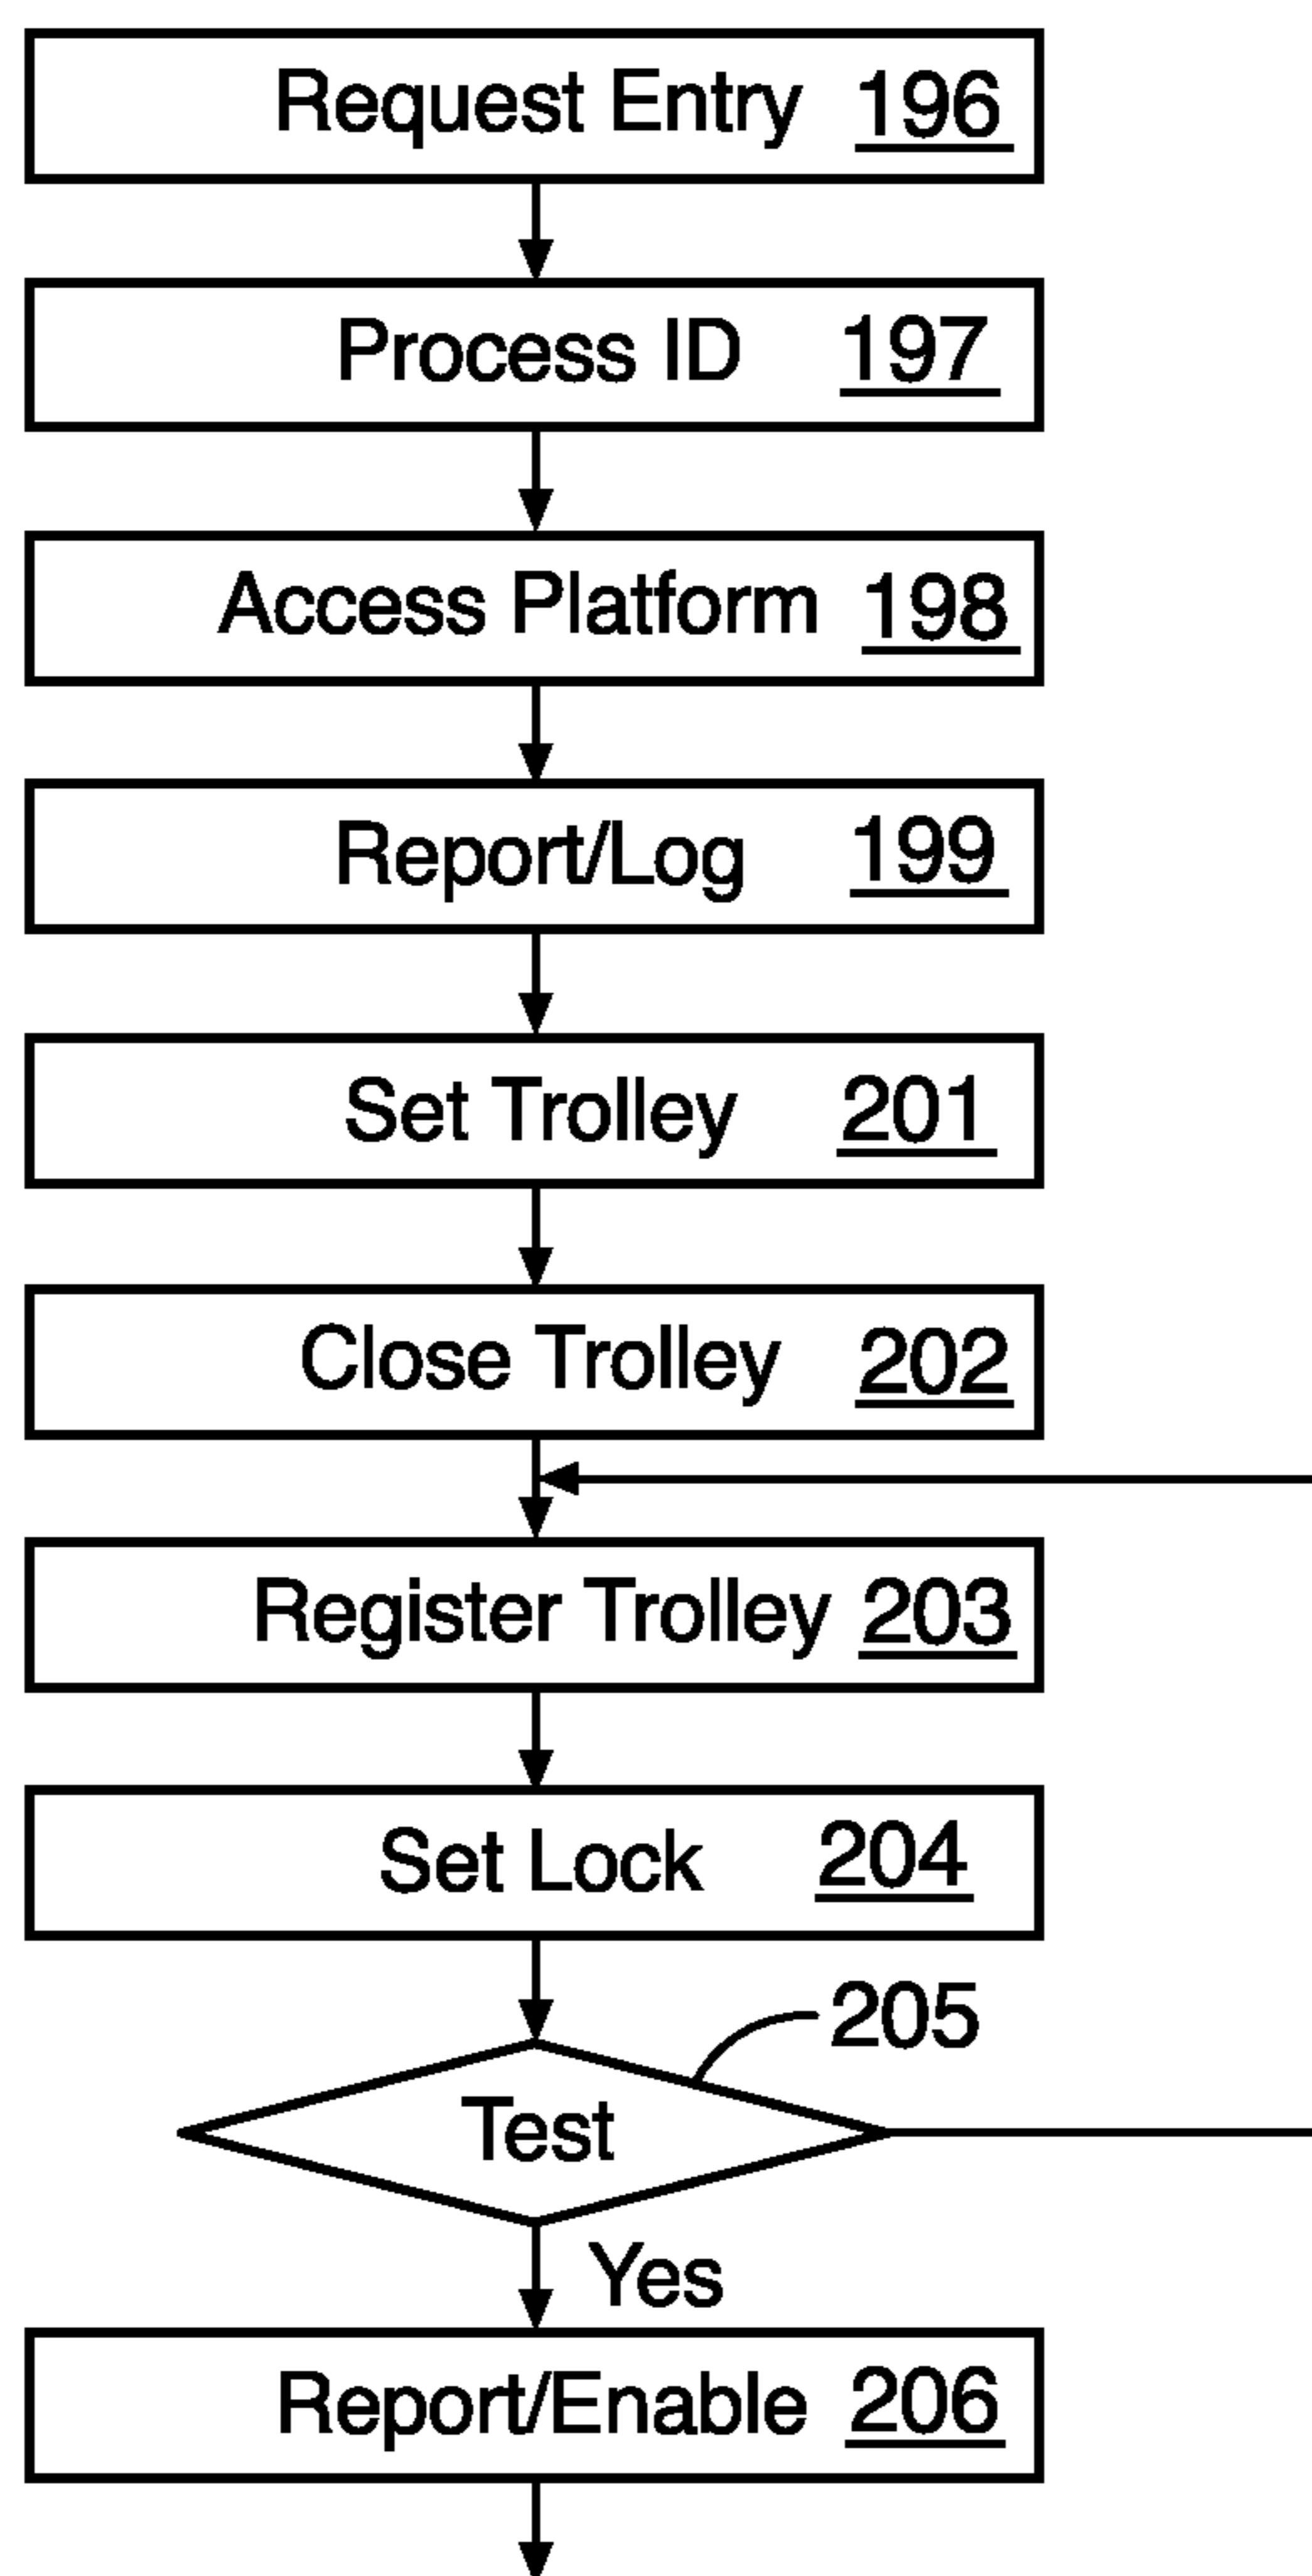 Request Entry 196
Process ID 197
Access Platform 198
Report/Log 199
Set Trolley 201
Close Trolley 202
Register Trolley 203
Set Lock 204
205
Test
Yes
Report/Enable 206